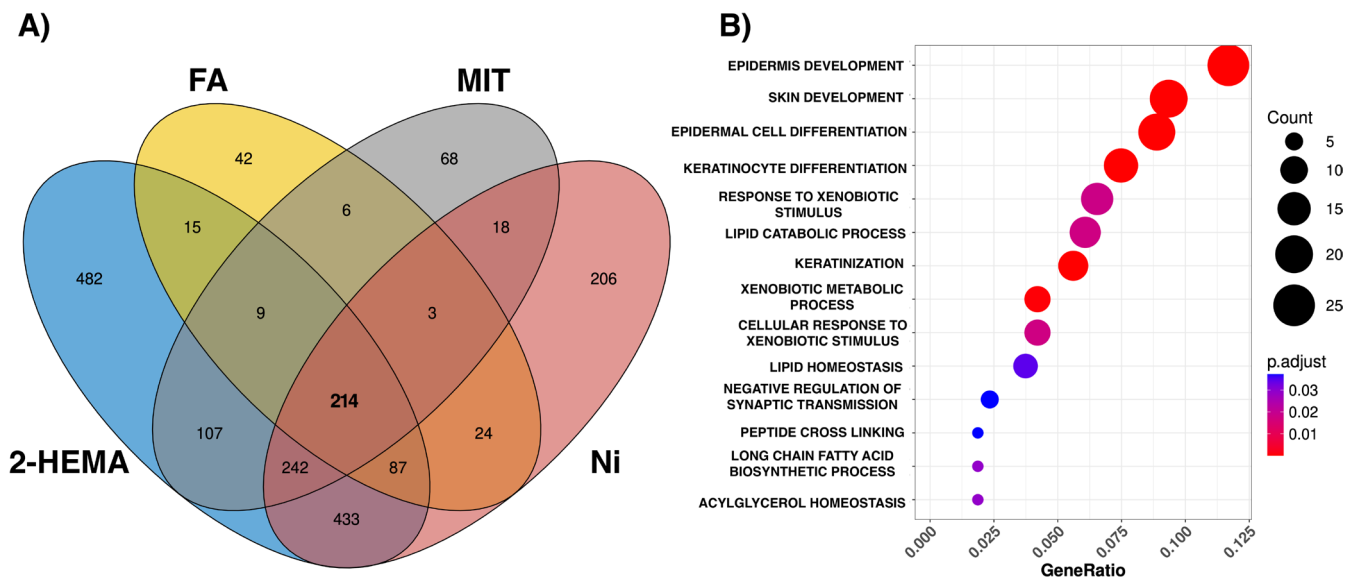 A)
FA
MIT
42
68
15
6
18
482
206
9
3
214
107
24
242
87
433
2-HEMA
Ni
B)
EPIDERMIS DEVELOPMENT
SKIN DEVELOPMENT
EPIDERMAL CELL DIFFERENTIATION
KERATINOCYTE DIFFERENTIATION
RESPONSE TO XENOBIOTIC
STIMULUS
LIPID CATABOLIC PROCESS
KERATINIZATION
XENOBIOTIC METABOLIC
PROCESS
CELLULAR RESPONSE TO
XENOBIOTIC STIMULUS
LIPID HOMEOSTASIS
NEGATIVE REGULATION OF
SYNAPTIC TRANSMISSION
PEPTIDE CROSS LINKING
LONG CHAIN FATTY ACID
BIOSYNTHETIC PROCESS
ACYLGLYCEROL HOMEOSTASIS
0.000
0.025
0.050
0.075
0.100
0.125
GeneRatio
Count
5
10
15
20
25
p.adjust
0.03
0.02
0.01